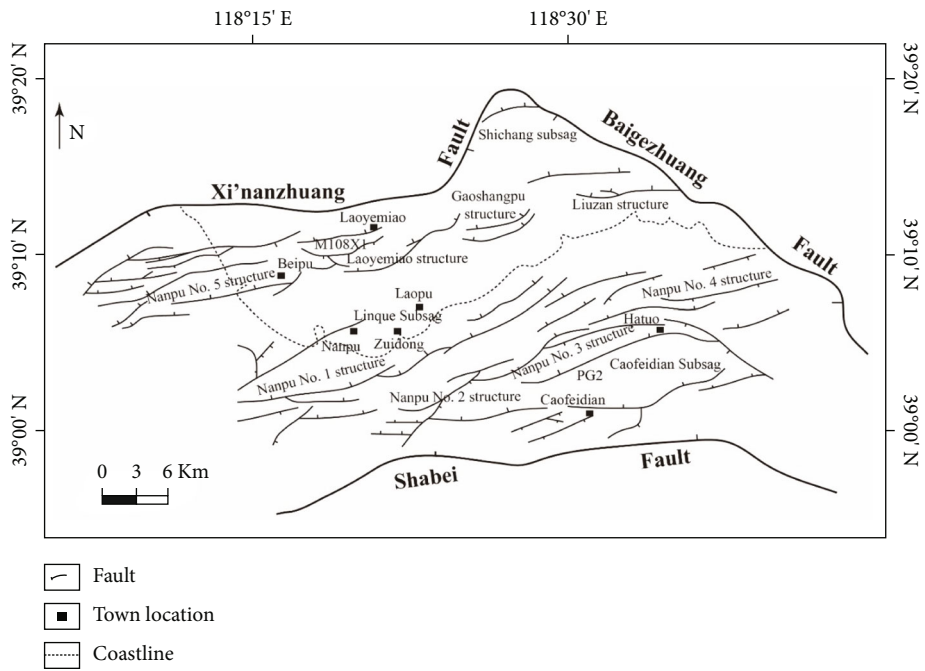 118°15' E
118°30' E
39°20' N
39°20' N
N
Fault
Shichang subsag
Baigezhuang
Xi’nanzhuang
Gaoshangpu
structure
Liuzan structure
Laoyemiao
M108X1
Laoyemiao structure
39°10' N
39°10' N
Fault
Beipu
Nanpu No. 5 structure
Nanpu No. 4 structure
Laopu
Linque Subsag
Hatuo
Nanpu
Zuidong
Nanpu No. 3 structure
Caofeidian Subsag
Nanpu No. 1 structure
PG2
Nanpu No. 2 structure
Caofeidian
39°00' N
39°00' N
Shabei
Fault
0 3 6 Km
Fault
Town location
Coastline